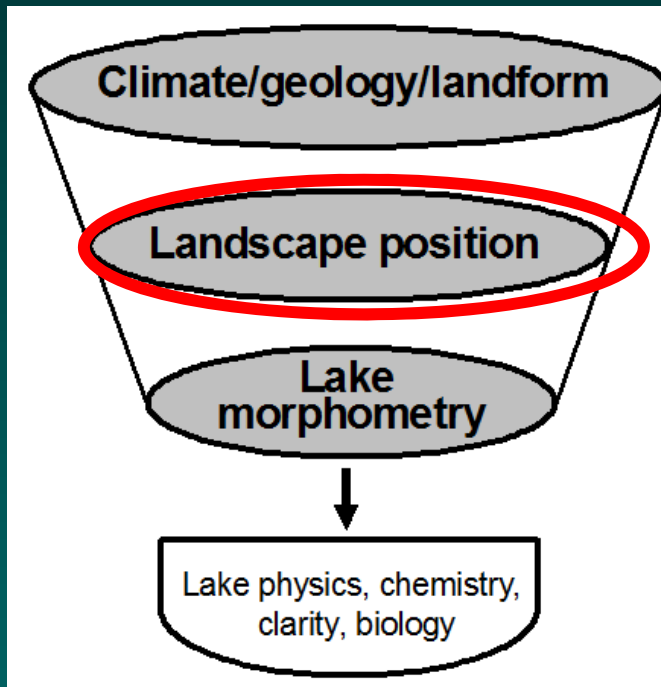 Climate/geology/landform
Landscape position
Lake
morphometry
Lake physics, chemistry,
clarity, biology